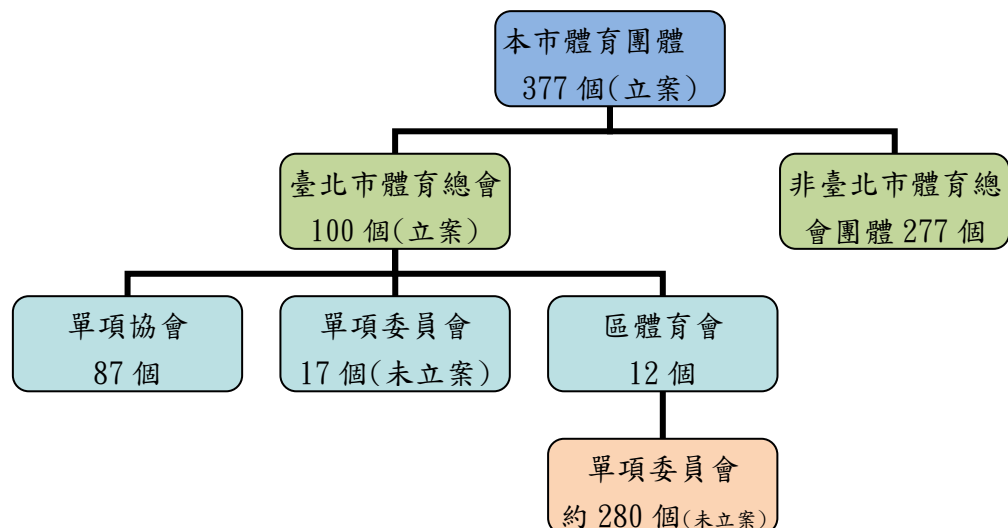 本市體育團體
377 個(立案)
臺北市體育總會
100 個(立案)
非臺北市體育總
會團體 277 個
單項協會
87 個
單項委員會
17 個(未立案)
區體育會
12 個
單項委員會
約 280 個(未立案)